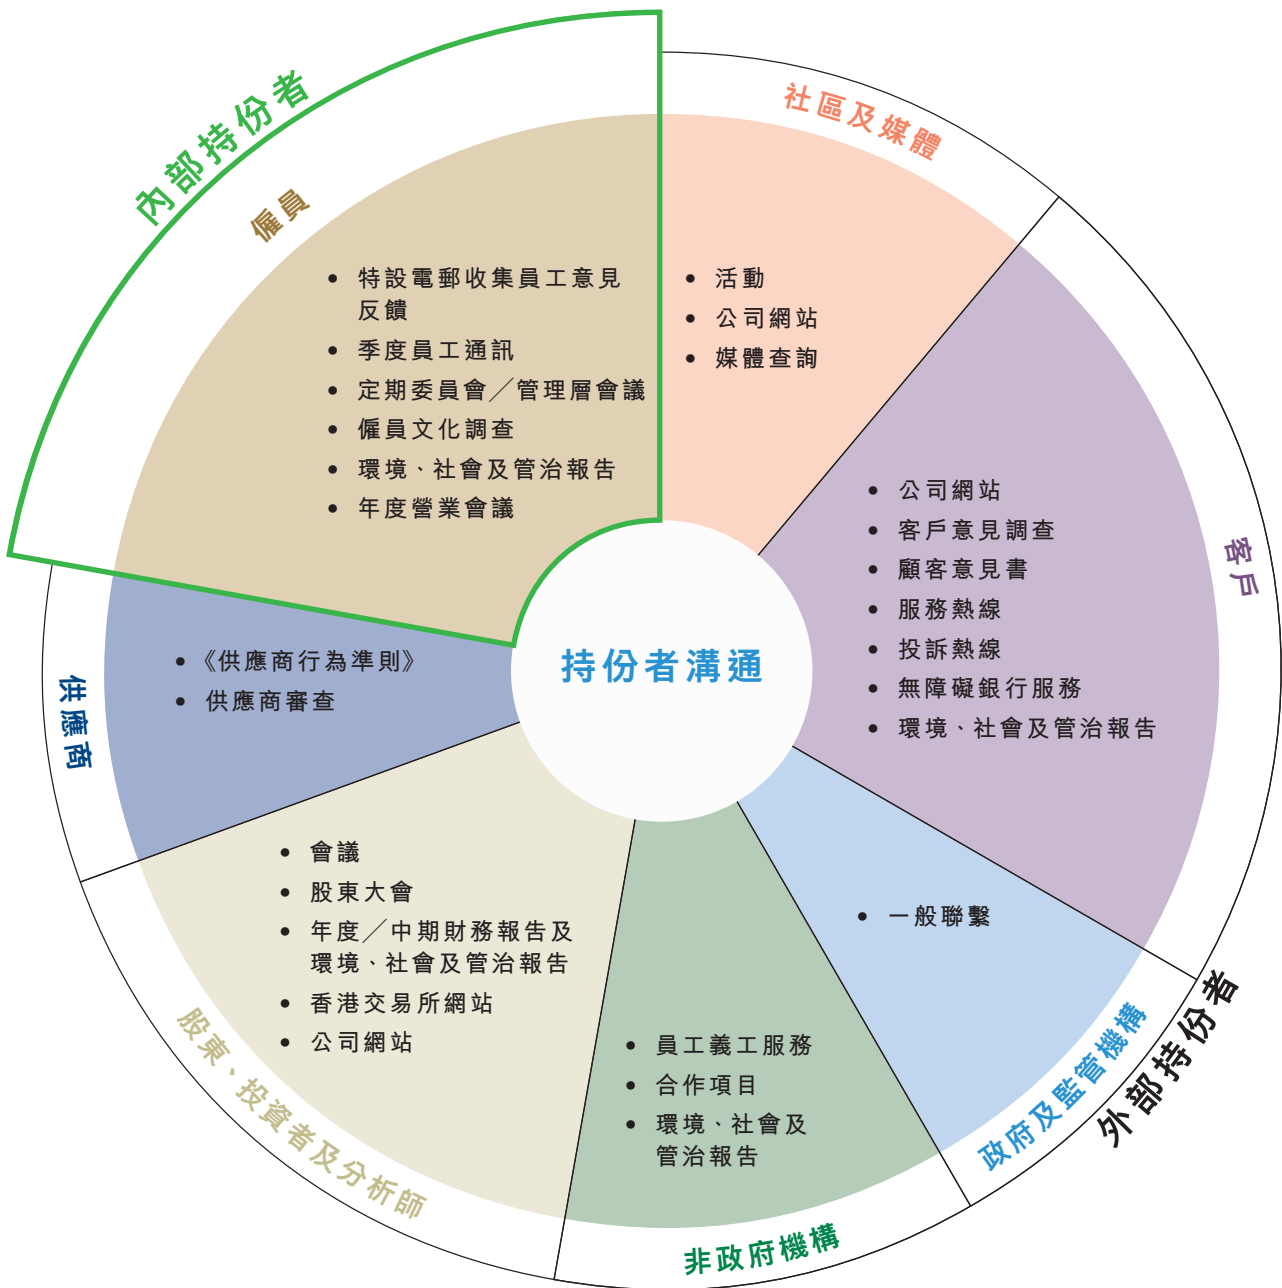 持份者溝通
內部持份者
僱員
• 特設電郵收集員工意見
反饋
• 季度員工通訊
• 定期委員會／管理層會議
• 僱員文化調查
• 環境、社會及管治報告
• 年度營業會議
社區及媒體
• 活動
• 公司網站
• 媒體查詢
客戶
• 公司網站
• 客戶意見調查
• 顧客意見書
• 服務熱線
• 投訴熱線
• 無障礙銀行服務
• 環境、社會及管治報告
外部持份者
政府及監管機構
• 一般聯繫
非政府機構
• 員工義工服務
• 合作項目
• 環境、社會及
管治報告
股東、投資者及分析師
• 會議
• 股東大會
• 年度／中期財務報告及
環境、社會及管治報告
• 香港交易所網站
• 公司網站
供應商
• 《供應商行為準則》
• 供應商審查